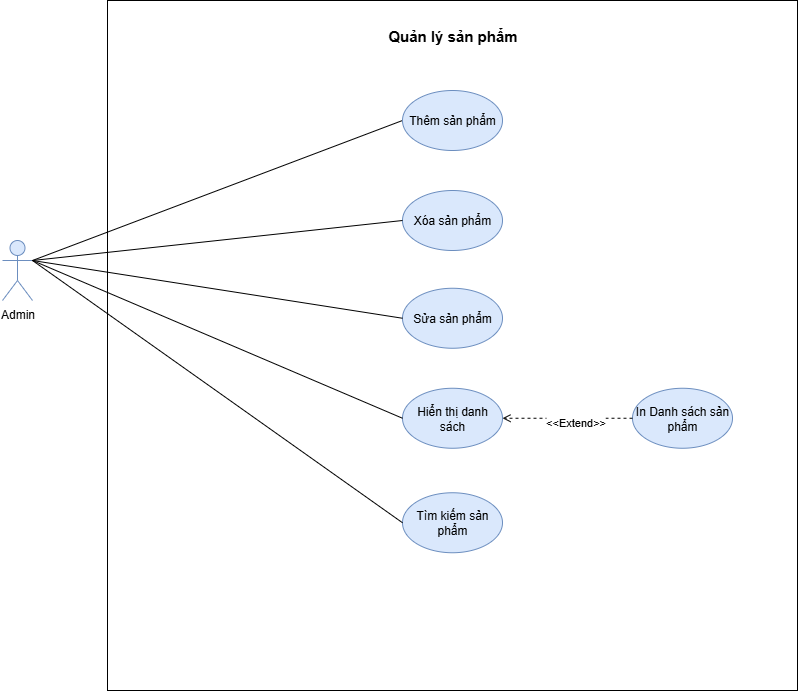 Quản lý sản phẩm
Thêm sản phẩm
Xóa sản phẩm
Admin
Sửa sản phẩm
Hiển thị danh
sách
<<Extend>>
In Danh sách sản
phẩm
Tìm kiếm sản
phẩm